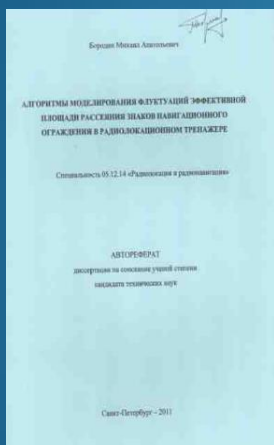 Бородин Михаил Анатольевич
АЛГОРИТМЫ МОДЕЛИРОВАНИЯ ФЛУКТУАЦИЙ ЭФФЕКТИВНОЙ
ПЛОЩАДИ РАССЕЯНИЯ ЗНАКОВ НАВИГАЦИОННОГО
ОГРАЖДЕНИЯ В РАДИОЛОКАЦИОННОМ ТРЕНАЖЕРЕ
Специальность 05.12.14 «Радиолокация и радионавигация»
АВТОРЕФЕРАТ
диссертации на соискание ученой степени
кандидата технических наук
Санкт-Петербург - 2011